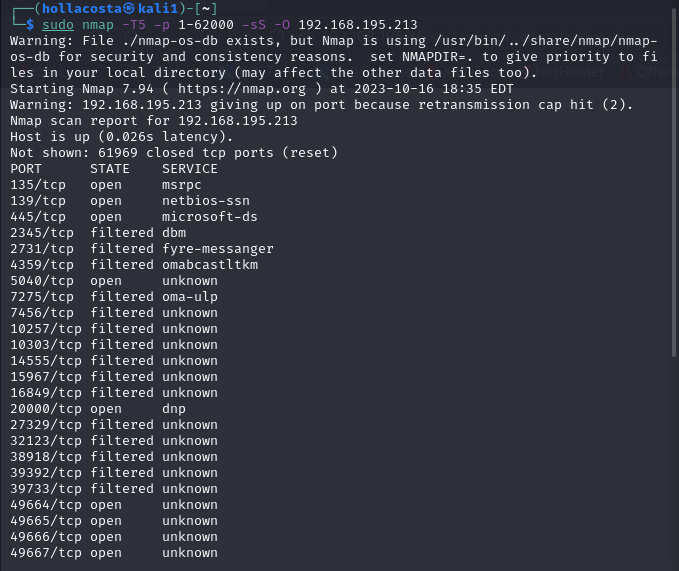 ┌──(hollacosta㉿kali1)-[~]
└─$ sudo nmap -T5 -p 1-62000 -sS -O 192.168.195.213
Warning: File ./nmap-os-db exists, but Nmap is using /usr/bin/../share/nmap/nmap-
os-db for security and consistency reasons.  set NMAPDIR=. to give priority to fi
les in your local directory (may affect the other data files too).
Starting Nmap 7.94 ( https://nmap.org ) at 2023-10-16 18:35 EDT
Warning: 192.168.195.213 giving up on port because retransmission cap hit (2).
Nmap scan report for 192.168.195.213
Host is up (0.026s latency).
Not shown: 61969 closed tcp ports (reset)
PORT      STATE    SERVICE
135/tcp   open     msrpc
139/tcp   open     netbios-ssn
445/tcp   open     microsoft-ds
2345/tcp  filtered dbm
2731/tcp  filtered fyre-messanger
4359/tcp  filtered omabcastltkm
5040/tcp  open     unknown
7275/tcp  filtered oma-ulp
7456/tcp  filtered unknown
10257/tcp filtered unknown
10303/tcp filtered unknown
14555/tcp filtered unknown
15967/tcp filtered unknown
16849/tcp filtered unknown
20000/tcp open     dnp
27329/tcp filtered unknown
32123/tcp filtered unknown
38918/tcp filtered unknown
39392/tcp filtered unknown
39733/tcp filtered unknown
49664/tcp open     unknown
49665/tcp open     unknown
49666/tcp open     unknown
49667/tcp open     unknown